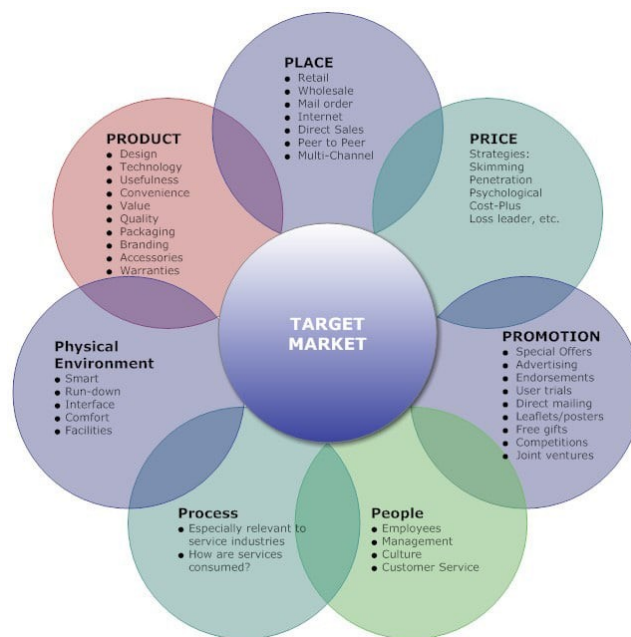 PLACE
● Retail
● Wholesale
● Mail order
● Internet
● Direct Sales
● Peer to Peer
● Multi-Channel
PRICE
Strategies:
Skimming
Penetration
Psychological
Cost-Plus
Loss leader, etc.
PROMOTION
● Special Offers
● Advertising
● Endorsements
● User trials
● Direct mailing
● Leaflets/posters
● Free gifts
● Competitions
● Joint ventures
People
● Employees
● Management
● Culture
● Customer Service
Process
● Especially relevant to
service industries
● How are services
consumed?
Physical
Environment
● Smart
● Run-down
● Interface
● Comfort
● Facilities
PRODUCT
● Design
● Technology
● Usefulness
● Convenience
● Value
● Quality
● Packaging
● Branding
● Accessories
● Warranties
TARGET
MARKET